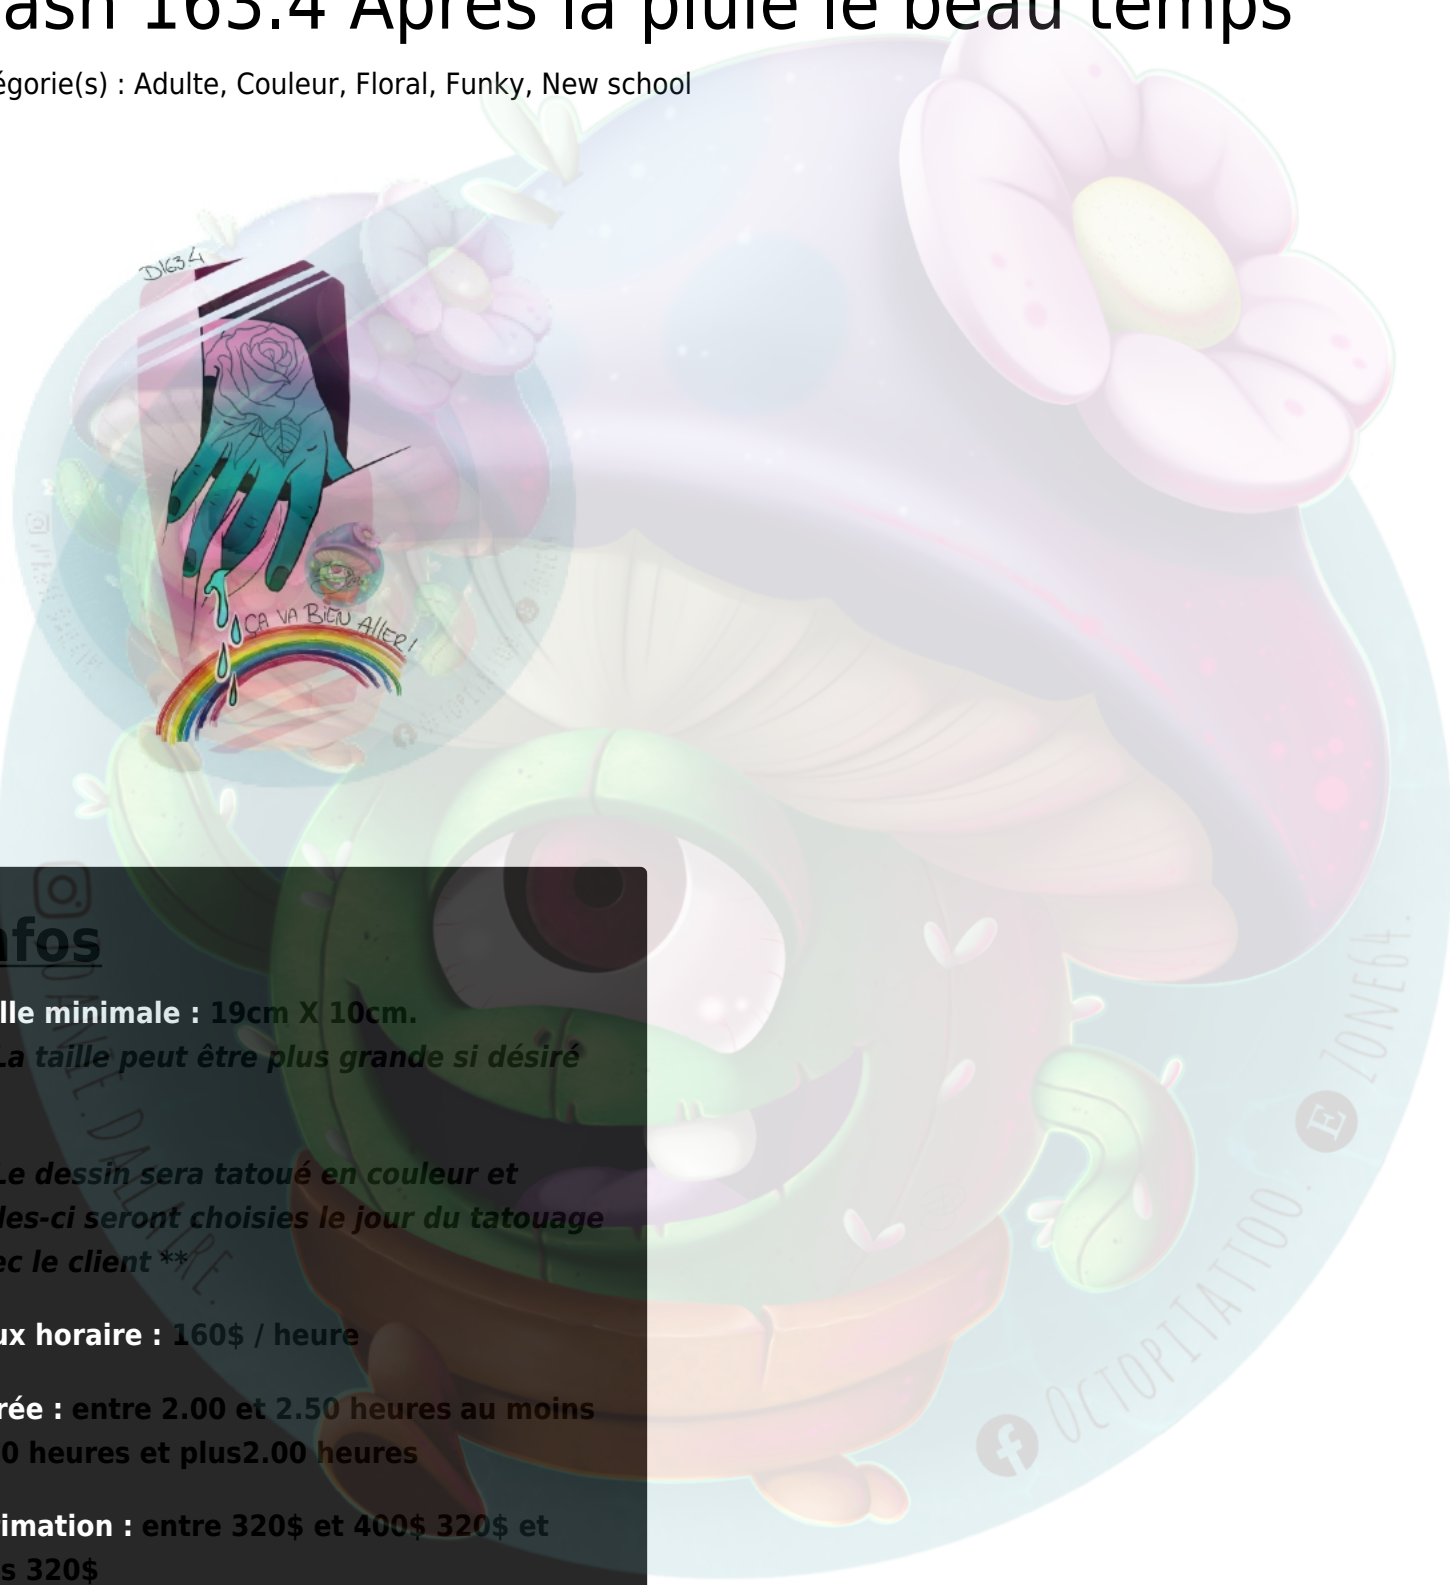 ash 163.4 Après la pluie le beau temps
égorie(s) : Adulte, Couleur, Floral, Funky, New school
D163.4
ÇA VA BiEN AllER!
nfos
lle minimale : 19cm X 10cm.
La taille peut être plus grande si désiré
Le dessin sera tatoué en couleur et
les-ci seront choisies le jour du tatouage
ec le client **
ux horaire : 160$ / heure
rée : entre 2.00 et 2.50 heures au moins
0 heures et plus2.00 heures
imation : entre 320$ et 400$ 320$ et
s 320$
OCTOPITATTOO.
E ZONE64.